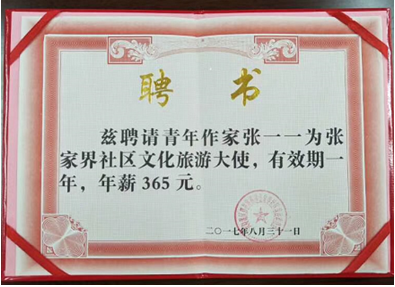 聘书
兹聘请青年作家张一一为张
家界社区文化旅游大使，有效期一
年，年薪365元。
二〇一七年八月三十一日